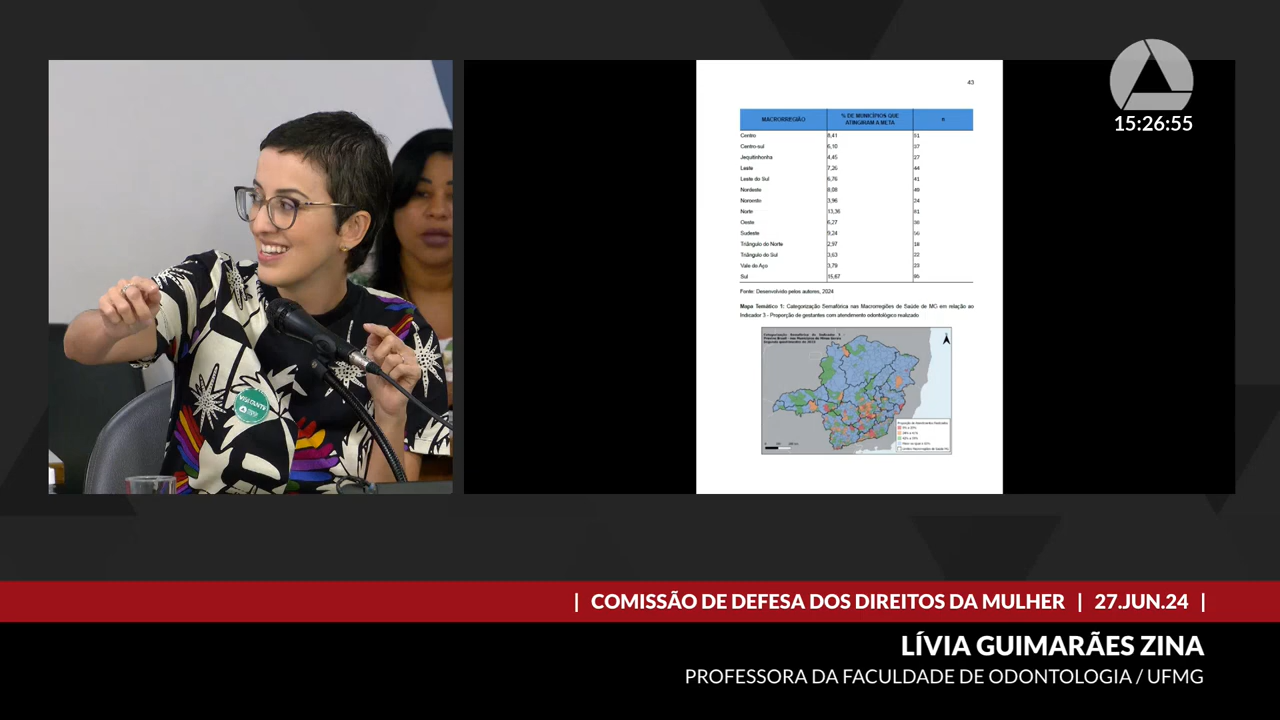 43
MACRORREGIÃO % DE MUNICÍPIOS QUE ATINGIRAM A META N
Centro 8,41 51
Centro-sul 6,10 37
Jequitinhonha 4,45 27
Leste 7,26 44
Leste do Sul 6,76 41
Nordeste 8,08 49
Noroeste 3,96 24
Norte 13,36 81
Oeste 6,27 38
Sudeste 9,24 56
Triângulo do Norte 2,97 18
Triângulo do Sul 3,63 22
Vale do Aço 3,79 23
Sul 15,67 95
Fonte: Desenvolvido pelos autores, 2024
Mapa Temático 1: Categorização Semafórica nas Macrorregiões de Saúde de MG em relação ao
Indicador 3 - Proporção de gestantes com atendimento odontológico realizado
VISITANTE
15:26:55
| COMISSÃO DE DEFESA DOS DIREITOS DA MULHER | 27.JUN.24 |
LÍVIA GUIMARÃES ZINA
PROFESSORA DA FACULDADE DE ODONTOLOGIA / UFMG